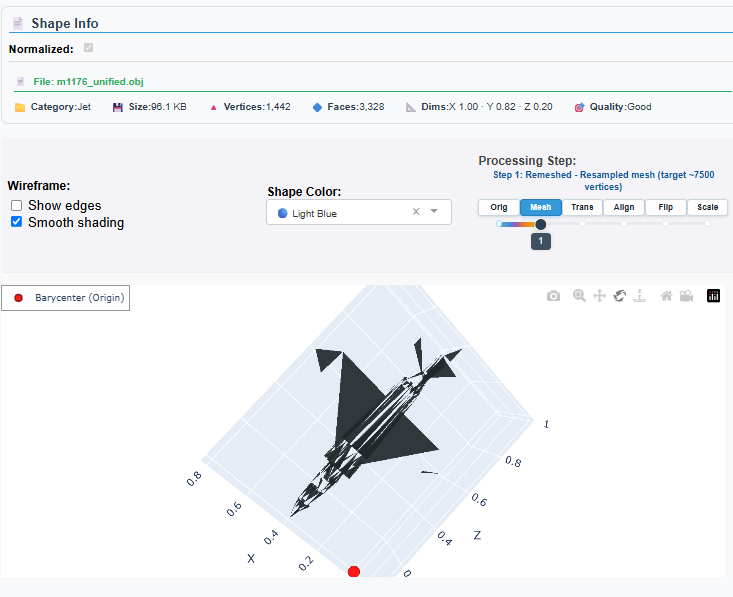 Shape Info
Normalized:
File: m1176_unified.obj
Category:Jet Size:96.1 KB Vertices:1,442 Faces:3,328 Dims:X 1.00 · Y 0.82 · Z 0.20 Quality:Good
Processing Step:
Step 1: Remeshed - Resampled mesh (target ~7500
vertices)
Wireframe:
Show edges
Smooth shading
Shape Color:
Light Blue
Orig Mesh Trans Align Flip Scale
1
Barycenter (Origin)
0.8
0.6
0.4
0.2
X
0
0.4
0.6
0.8
1
Z